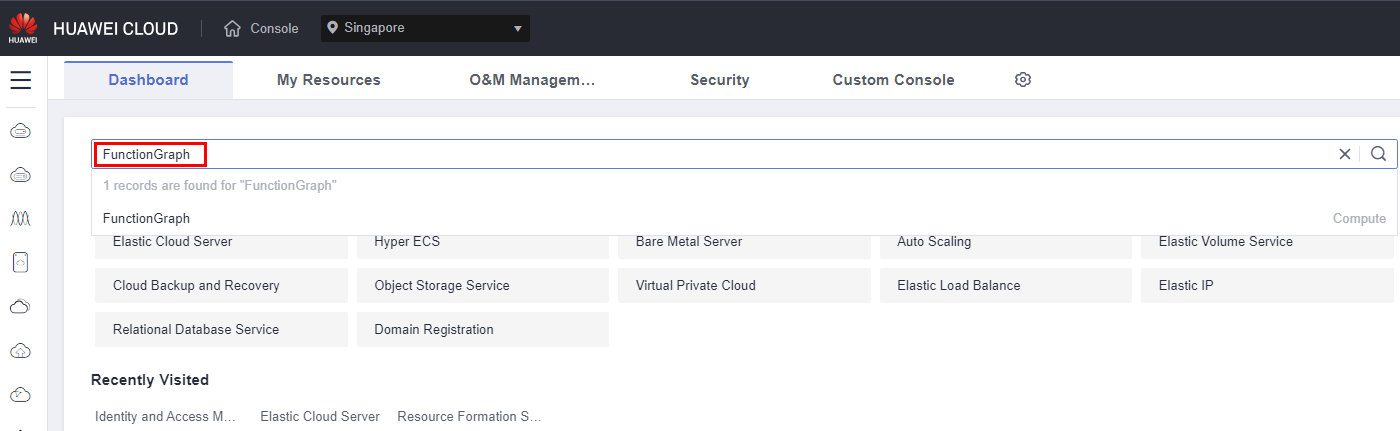 HUAWEI
HUAWEI CLOUD
Console
Singapore
Dashboard
My Resources
O&M Managem…
Security
Custom Console
FunctionGraph
1 records are found for "FunctionGraph"
FunctionGraph
Compute
Elastic Cloud Server
Hyper ECS
Bare Metal Server
Auto Scaling
Elastic Volume Service
Cloud Backup and Recovery
Object Storage Service
Virtual Private Cloud
Elastic Load Balance
Elastic IP
Relational Database Service
Domain Registration
Recently Visited
Identity and Access M…
Elastic Cloud Server
Resource Formation S…